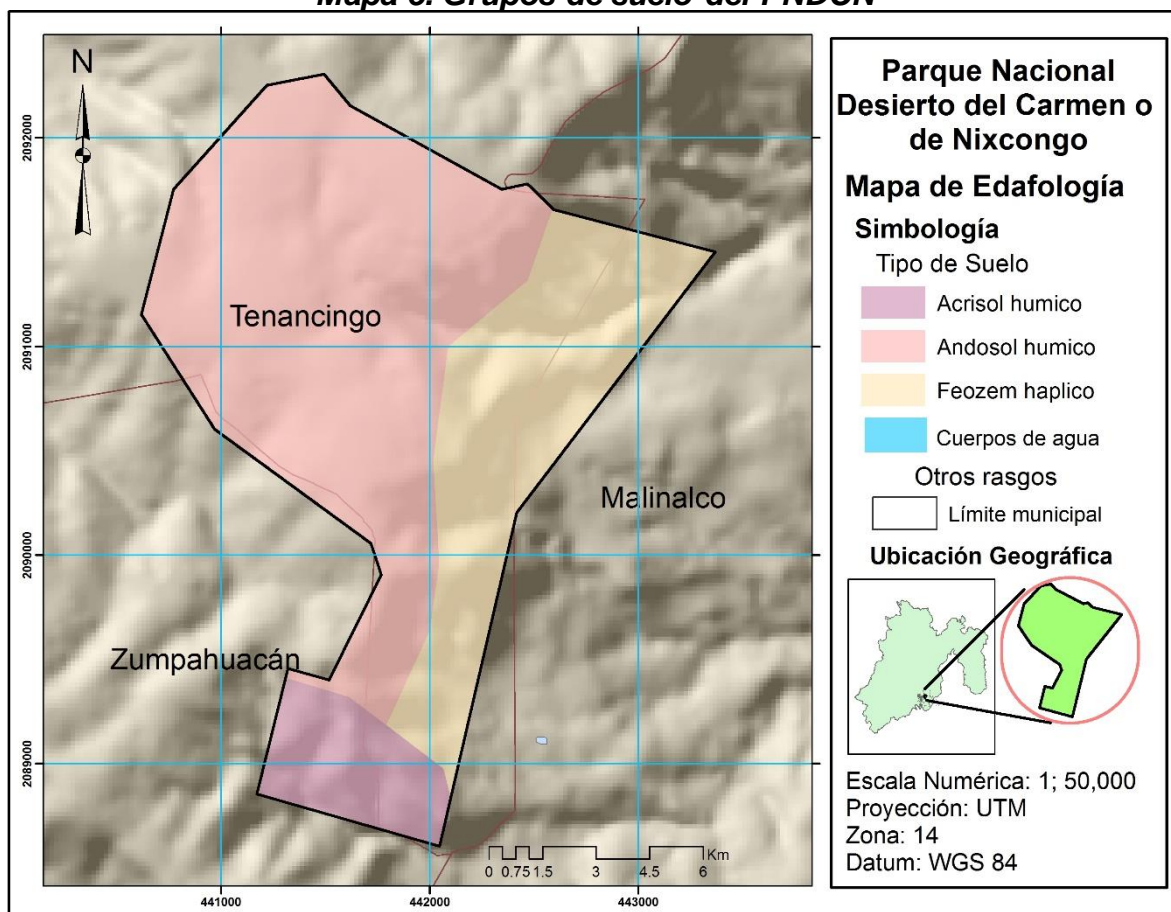 Mapa 3. Grupos de suelo del PNDCN
N
2092000
2091000
2090000
2089000
441000
442000
443000
Tenancingo
Malinalco
Zumpahuacán
Km
0 0.75 1.5 3 4.5 6
Parque Nacional
Desierto del Carmen o
de Nixcongo
Mapa de Edafología
Simbología
Tipo de Suelo
Acrisol humico
Andosol humico
Feozem haplico
Cuerpos de agua
Otros rasgos
Límite municipal
Ubicación Geográfica
Escala Numérica: 1; 50,000
Proyección: UTM
Zona: 14
Datum: WGS 84